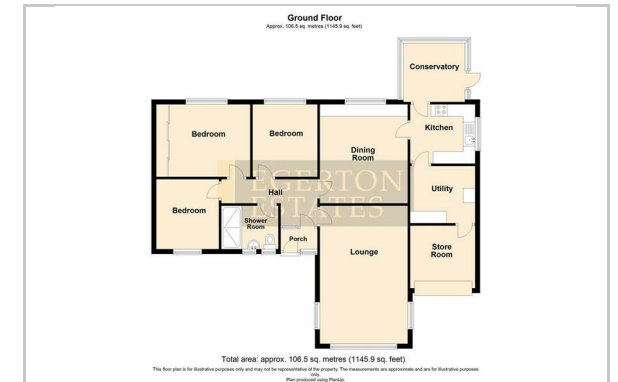 Ground Floor
Approx. 106.5 sq. metres (1145.9 sq. feet)
Conservatory
Bedroom
Bedroom
Kitchen
Dining
Room
EGERTON
ESTATES
Hall
Utility
Bedroom
Shower
Room
Porch
Lounge
Store
Room
Total area: approx. 106.5 sq. metres (1145.9 sq. feet)
This floor plan is for illustrative purposes only and may not be representative of the property. The measurements are approximate and are for illustrative purposes
only.
Plan produced using PlanUp.